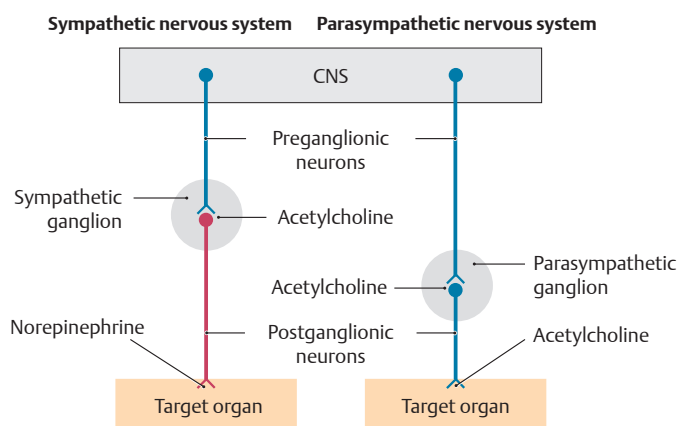 Sympathetic nervous system
Parasympathetic nervous system
CNS
Preganglionic
neurons
Sympathetic
ganglion
Acetylcholine
Acetylcholine
Parasympathetic
ganglion
Norepinephrine
Postganglionic
neurons
Acetylcholine
Target organ
Target organ